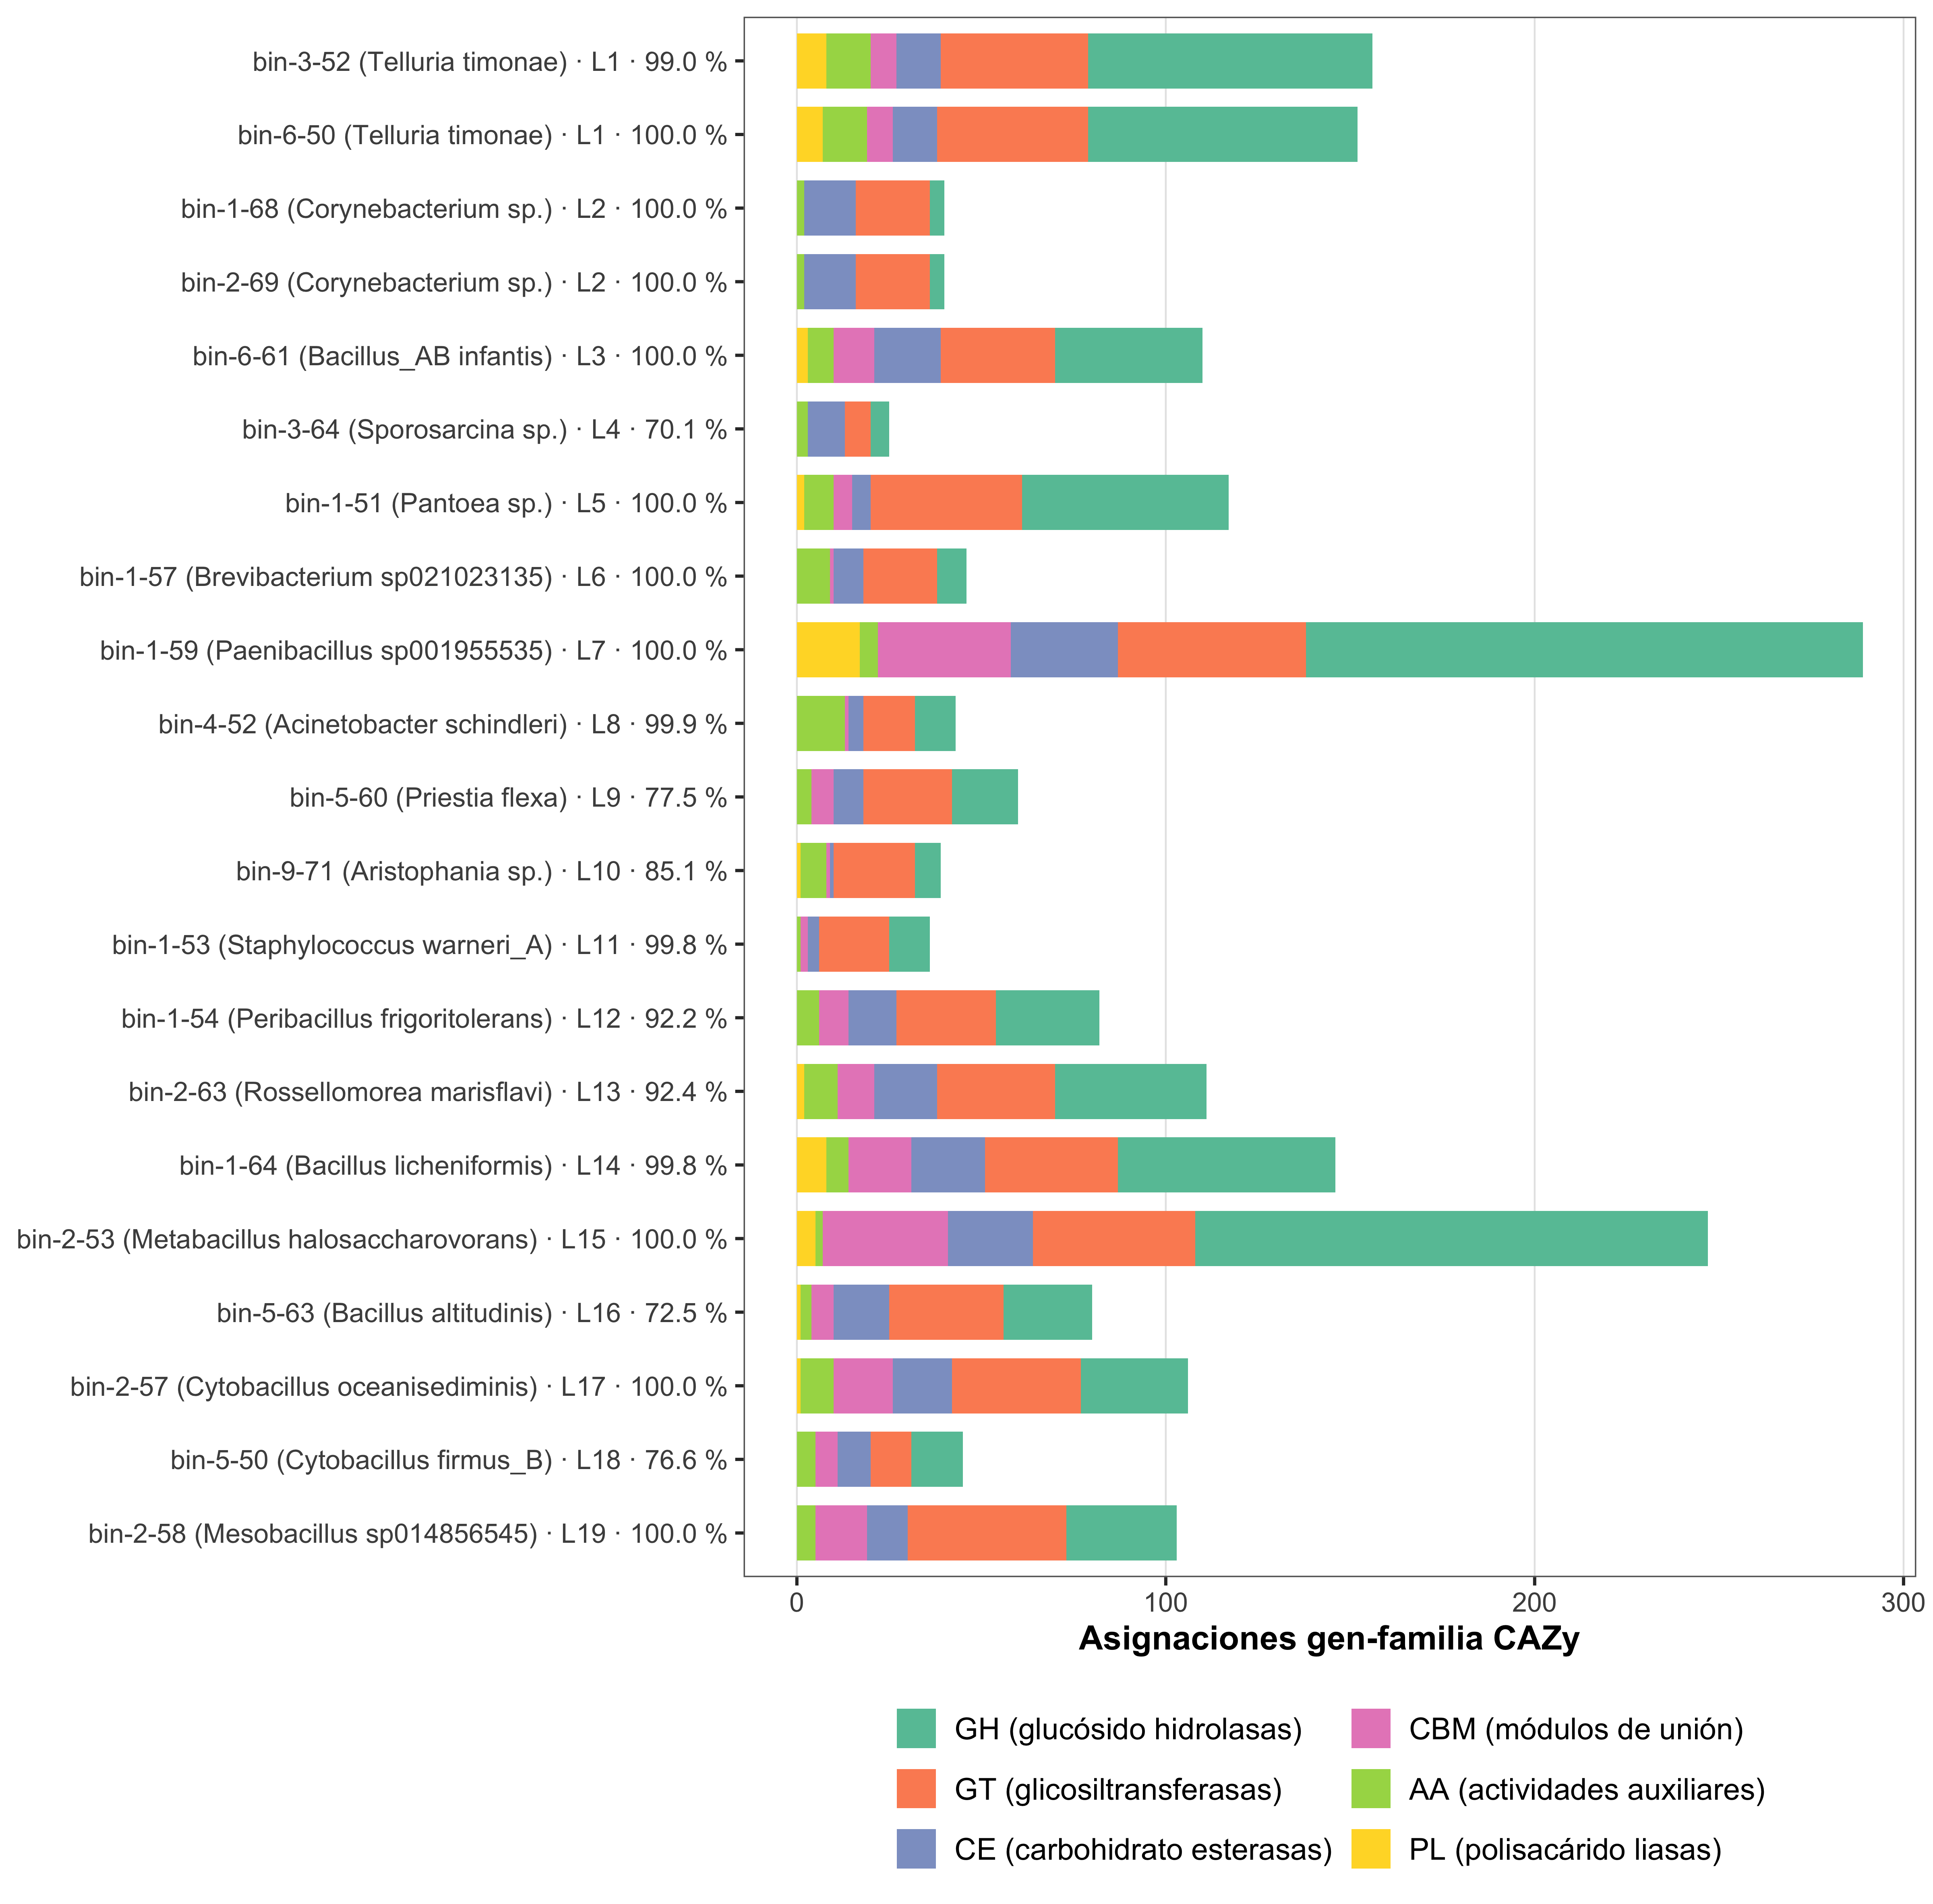 bin-3-52 (Telluria timonae) · L1 · 99.0 %
bin-6-50 (Telluria timonae) · L1 · 100.0 %
bin-1-68 (Corynebacterium sp.) · L2 · 100.0 %
bin-2-69 (Corynebacterium sp.) · L2 · 100.0 %
bin-6-61 (Bacillus_AB infantis) · L3 · 100.0 %
bin-3-64 (Sporosarcina sp.) · L4 · 70.1 %
bin-1-51 (Pantoea sp.) · L5 · 100.0 %
bin-1-57 (Brevibacterium sp021023135) · L6 · 100.0 %
bin-1-59 (Paenibacillus sp001955535) · L7 · 100.0 %
bin-4-52 (Acinetobacter schindleri) · L8 · 99.9 %
bin-5-60 (Priestia flexa) · L9 · 77.5 %
bin-9-71 (Aristophania sp.) · L10 · 85.1 %
bin-1-53 (Staphylococcus warneri_A) · L11 · 99.8 %
bin-1-54 (Peribacillus frigoritolerans) · L12 · 92.2 %
bin-2-63 (Rossellomorea marisflavi) · L13 · 92.4 %
bin-1-64 (Bacillus licheniformis) · L14 · 99.8 %
bin-2-53 (Metabacillus halosaccharovorans) · L15 · 100.0 %
bin-5-63 (Bacillus altitudinis) · L16 · 72.5 %
bin-2-57 (Cytobacillus oceanisediminis) · L17 · 100.0 %
bin-5-50 (Cytobacillus firmus_B) · L18 · 76.6 %
bin-2-58 (Mesobacillus sp014856545) · L19 · 100.0 %
0 100 200 300
Asignaciones gen-familia CAZy
GH (glucósido hidrolasas)
GT (glicosiltransferasas)
CE (carbohidrato esterasas)
CBM (módulos de unión)
AA (actividades auxiliares)
PL (polisacárido liasas)